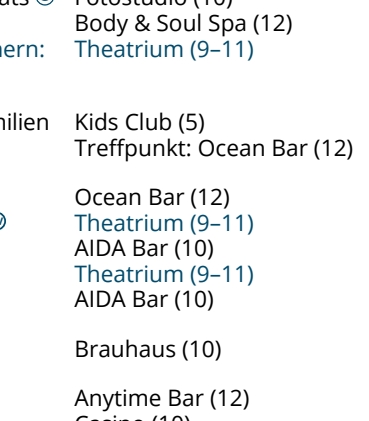 Fotostudio (10)
Body & Soul Spa (12)
Theatrium (9–11)
Kids Club (5)
Treffpunkt: Ocean Bar (12)
Ocean Bar (12)
Theatrium (9–11)
AIDA Bar (10)
Theatrium (9–11)
AIDA Bar (10)
Brauhaus (10)
Anytime Bar (12)